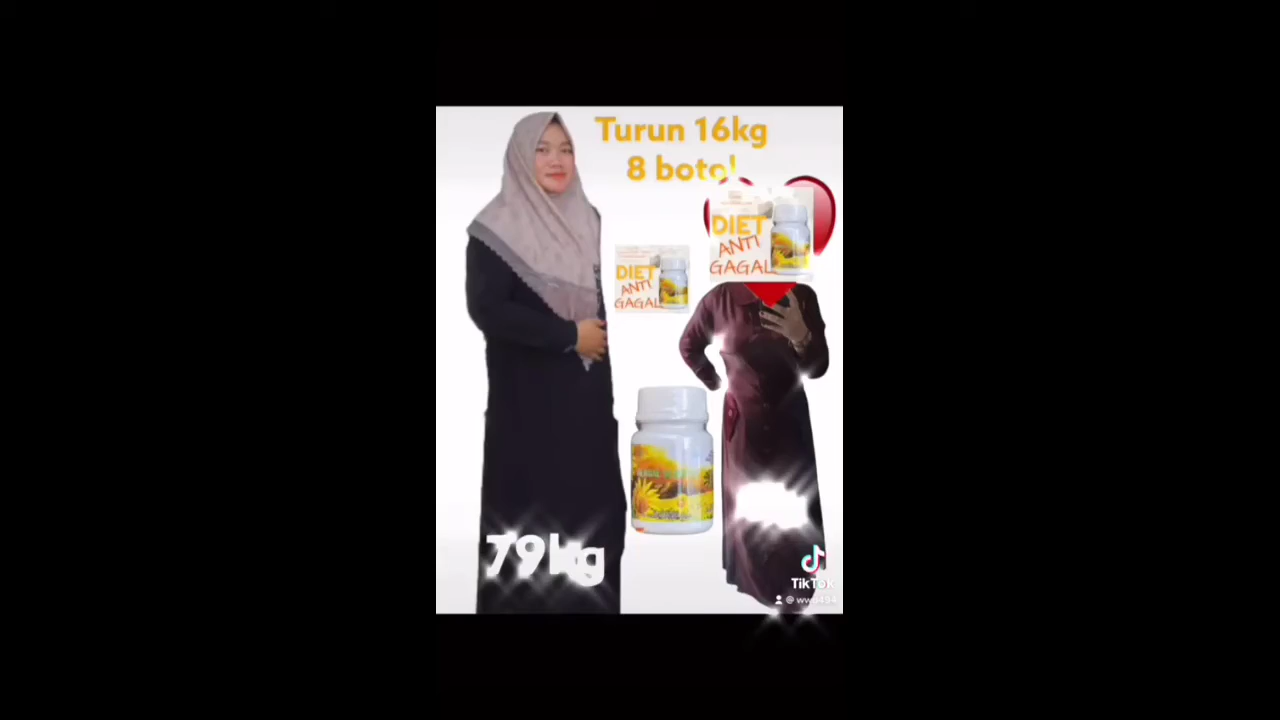 Turun 16kg
8 botol
DIET
ANTI
GAGAL
DIET
ANTI
GAGAL
79kg
TikTok